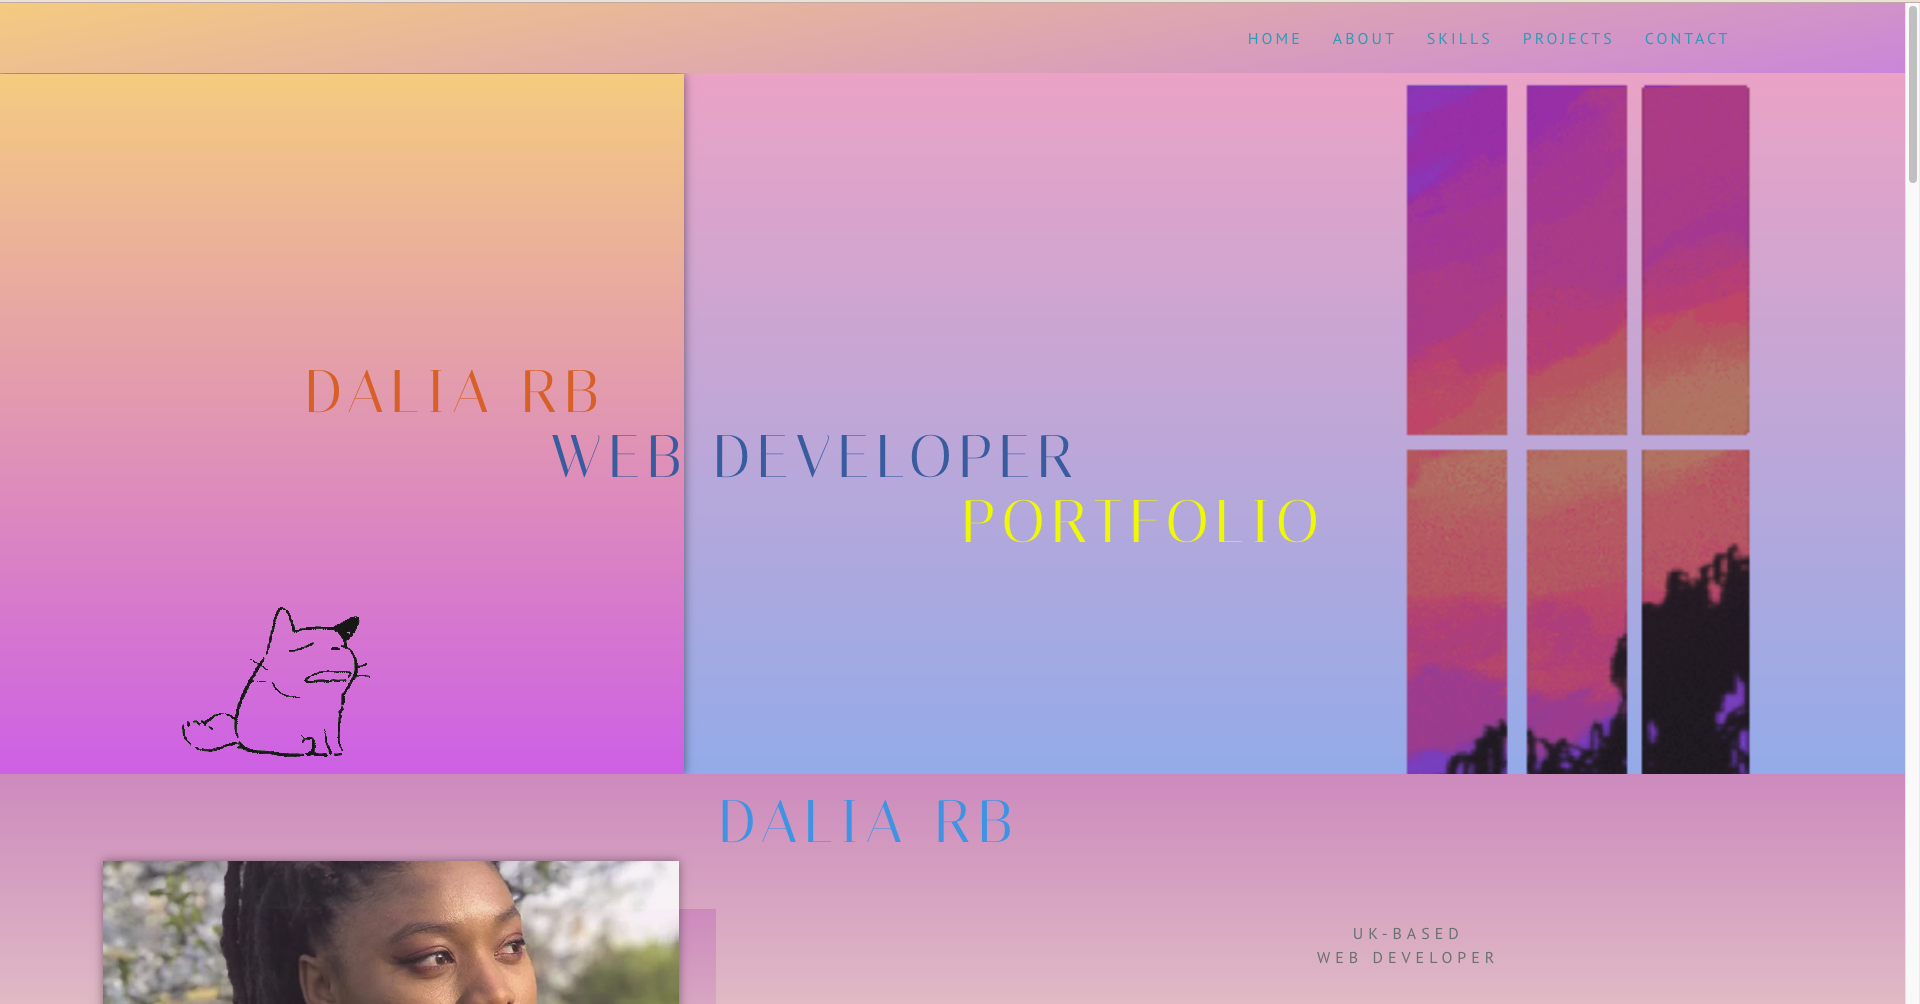 HOME ABOUT SKILLS PROJECTS CONTACT
DALIA RB
WEB DEVELOPER
PORTFOLIO
DALIA RB
UK-BASED
WEB DEVELOPER